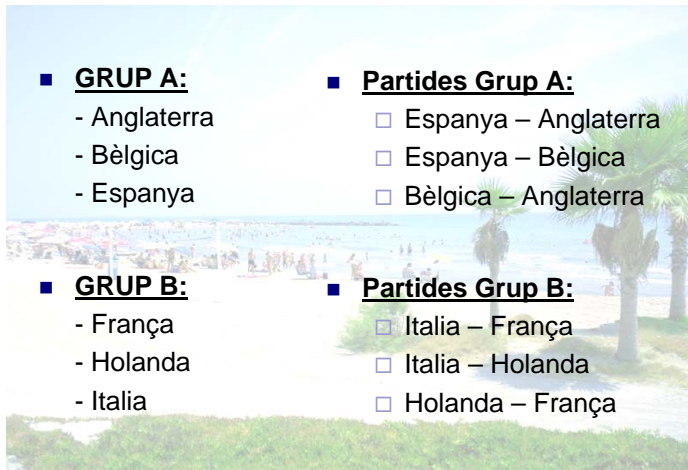 GRUP A:
- Anglaterra
- Bèlgica
- Espanya
Partides Grup A:
Espanya – Anglaterra
Espanya – Bèlgica
Bèlgica – Anglaterra
GRUP B:
- França
- Holanda
- Italia
Partides Grup B:
Italia – França
Italia – Holanda
Holanda – França